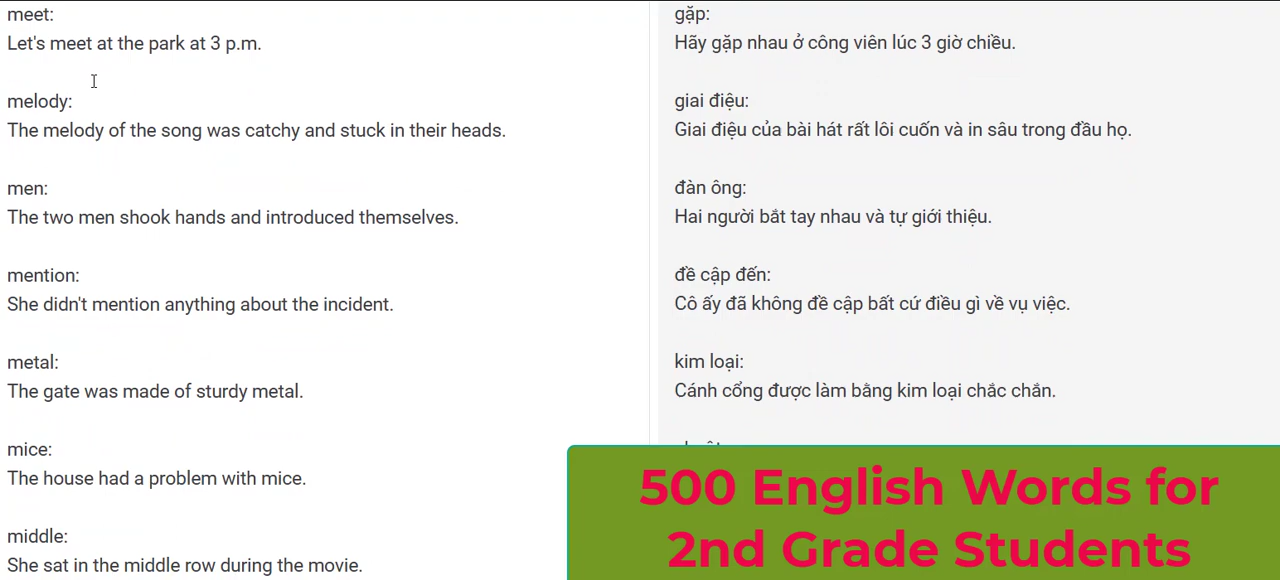 meet:
Let's meet at the park at 3 p.m.
melody:
The melody of the song was catchy and stuck in their heads.
men:
The two men shook hands and introduced themselves.
mention:
She didn't mention anything about the incident.
metal:
The gate was made of sturdy metal.
mice:
The house had a problem with mice.
middle:
She sat in the middle row during the movie.
gặp:
Hãy gặp nhau ở công viên lúc 3 giờ chiều.
giai điệu:
Giai điệu của bài hát rất lôi cuốn và in sâu trong đầu họ.
đàn ông:
Hai người bắt tay nhau và tự giới thiệu.
đề cập đến:
Cô ấy đã không đề cập bất cứ điều gì về vụ việc.
kim loại:
Cánh cổng được làm bằng kim loại chắc chắn.
500 English Words for
2nd Grade Students